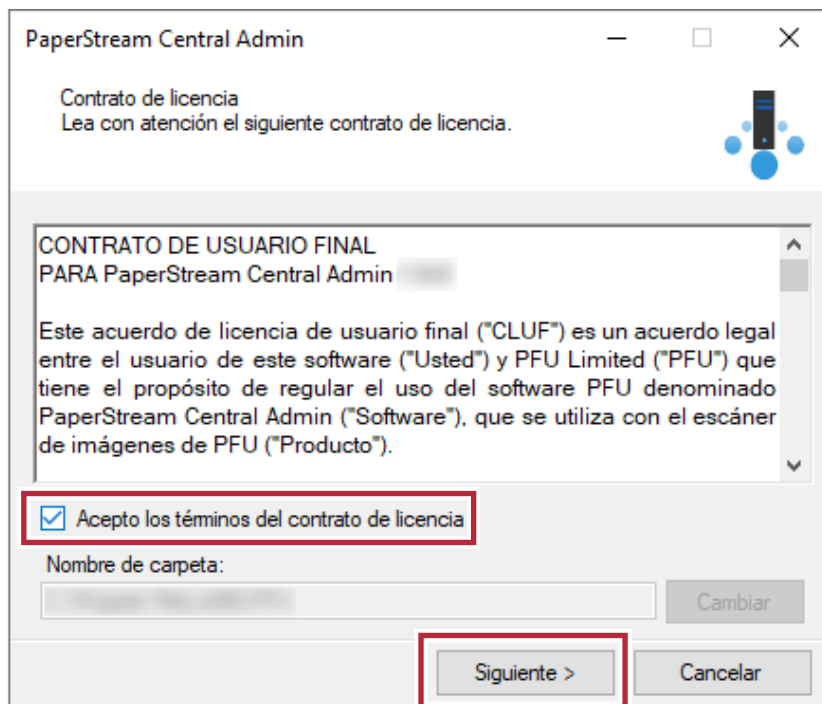 PaperStream Central Admin
Contrato de licencia
Lea con atención el siguiente contrato de licencia.
CONTRATO DE USUARIO FINAL
PARA PaperStream Central Admin
Este acuerdo de licencia de usuario final ("CLUF") es un acuerdo legal
entre el usuario de este software ("Usted") y PFU Limited ("PFU") que
tiene el propósito de regular el uso del software PFU denominado
PaperStream Central Admin ("Software"), que se utiliza con el escáner
de imágenes de PFU ("Producto").
Acepto los términos del contrato de licencia
Nombre de carpeta:
Cambiar
Siguiente >
Cancelar